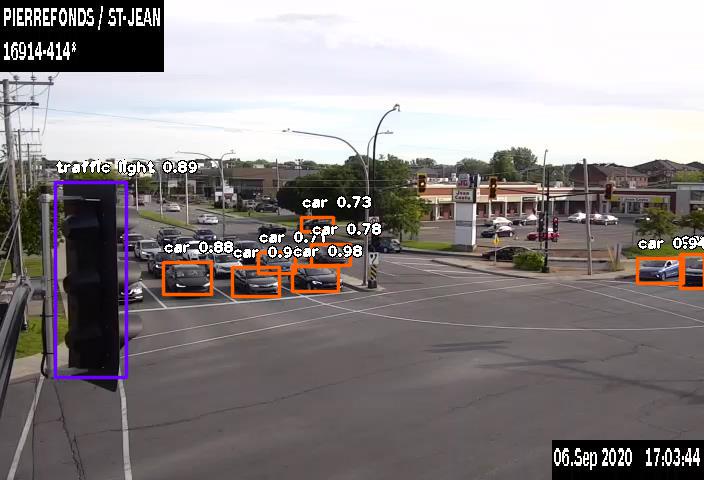 PIERREFONDS / ST-JEAN
16914-414*
traffic light 0.89
car 0.73
car 0.78
car 0.71
car 0.88
car 0.98
car 0.94
06.Sep 2020 17:03:44